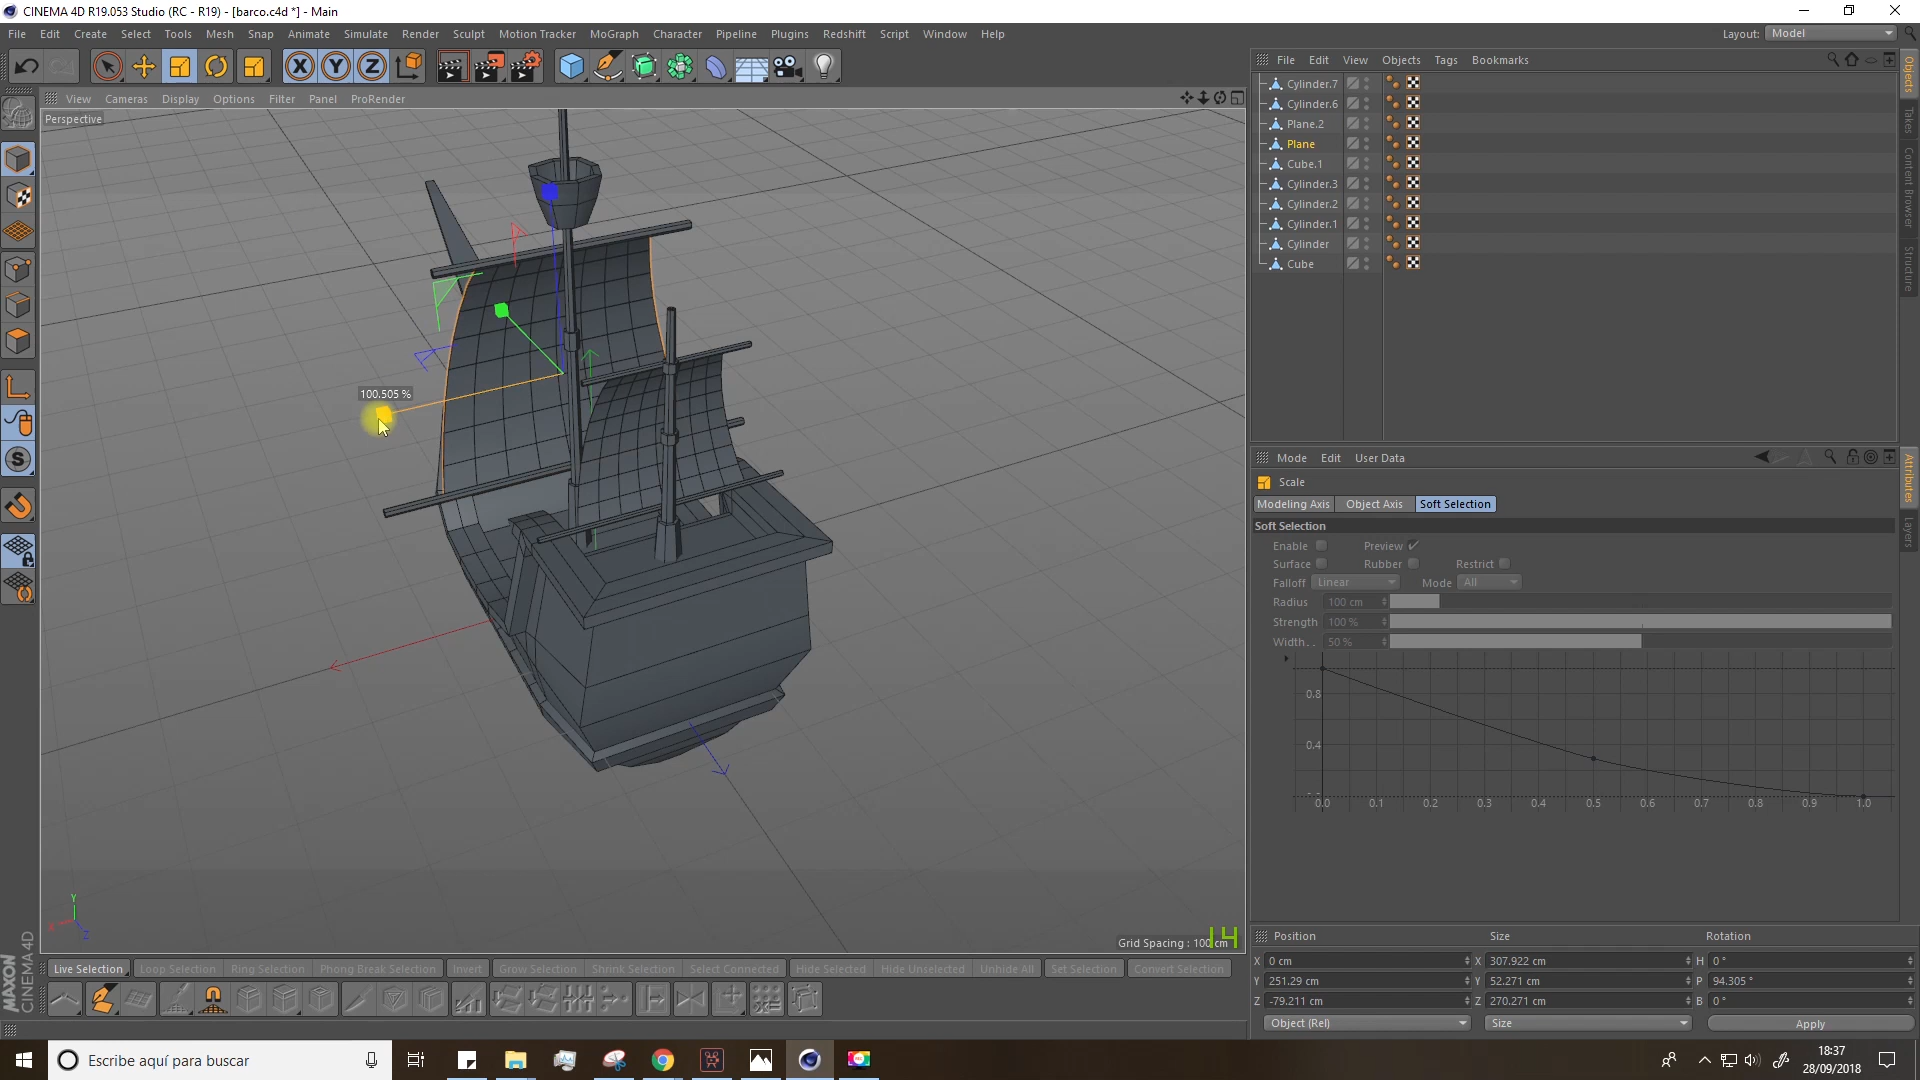 CINEMA 4D R19.053 Studio (RC - R19) - [barco.c4d *] - Main
File Edit Create Select Tools Mesh Snap Animate Simulate Render Sculpt Motion Tracker MoGraph Character Pipeline Plugins Redshift Script Window Help
Layout: Model
View Cameras Display Options Filter Panel ProRender
Perspective
100.505 %
Grid Spacing : 100 cm
14
Y
X
Z
File Edit View Objects Tags Bookmarks
Cylinder.7
Cylinder.6
Plane.2
Plane
Cube.1
Cylinder.3
Cylinder.2
Cylinder.1
Cylinder
Cube
Objects
Takes
Content Browser
Structure
Mode Edit User Data
Scale
Modeling Axis Object Axis Soft Selection
Soft Selection
Enable Preview
Surface Rubber Restrict
Falloff Linear Mode All
Radius 100 cm
Strength 100 %
Width. . 50 %
0.8
0.4
0.0 0.1 0.2 0.3 0.4 0.5 0.6 0.7 0.8 0.9 1.0
Attributes
Layers
Position Size Rotation
X 0 cm X 307.922 cm H 0 °
Y 251.29 cm Y 52.271 cm P 94.305 °
Z -79.211 cm Z 270.271 cm B 0 °
Object (Rel) Size Apply
Live Selection Loop Selection Ring Selection Phong Break Selection Invert Grow Selection Shrink Selection Select Connected Hide Selected Hide Unselected Unhide All Set Selection Convert Selection
MAXON
CINEMA 4D
Escribe aquí para buscar
18:37
28/09/2018